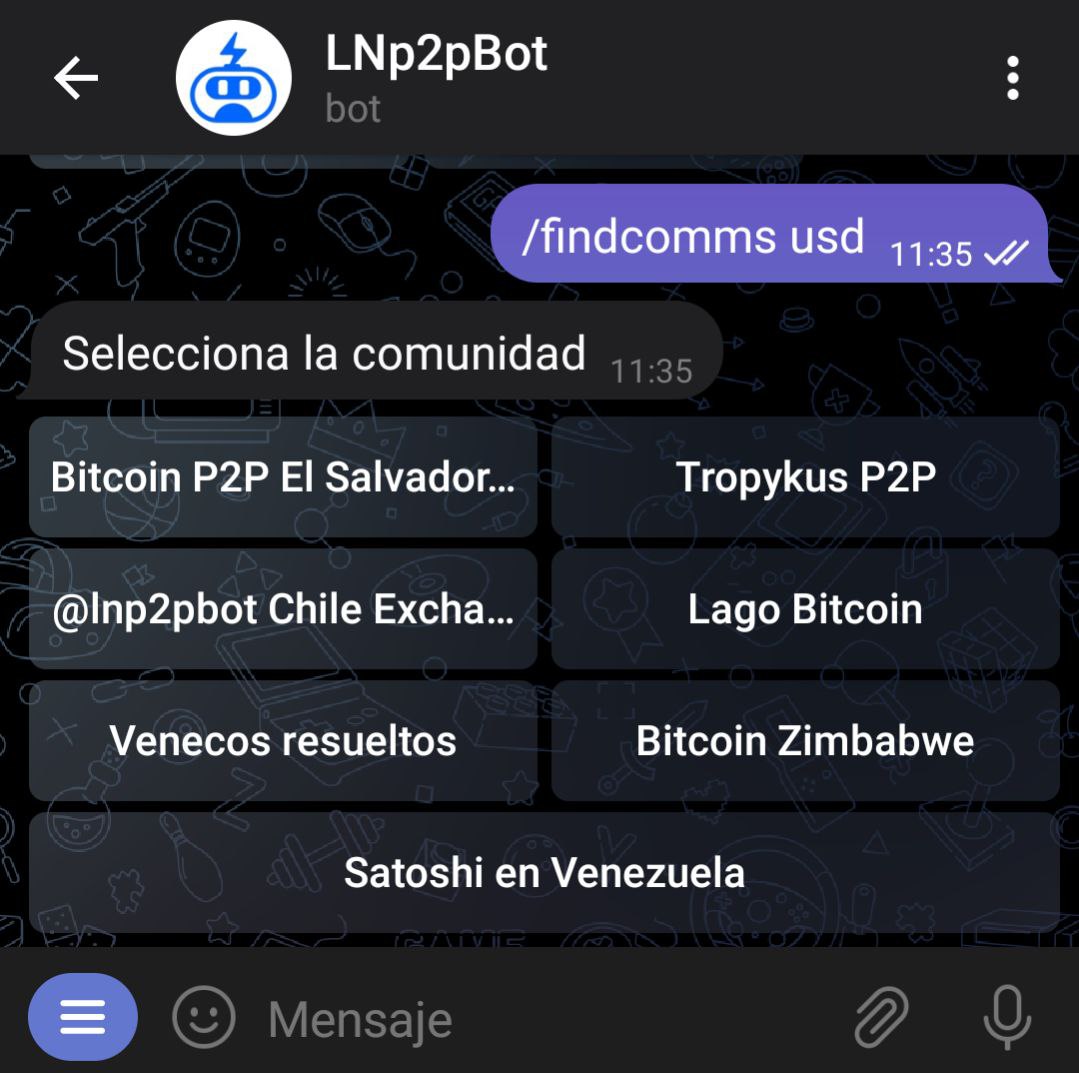 LNp2pBot
bot
/findcomms usd 11:35
Selecciona la comunidad 11:35
Bitcoin P2P El Salvador...
Tropykus P2P
@lnp2pbot Chile Excha...
Lago Bitcoin
Venecos resueltos
Bitcoin Zimbabwe
Satoshi en Venezuela
GAME
Mensaje